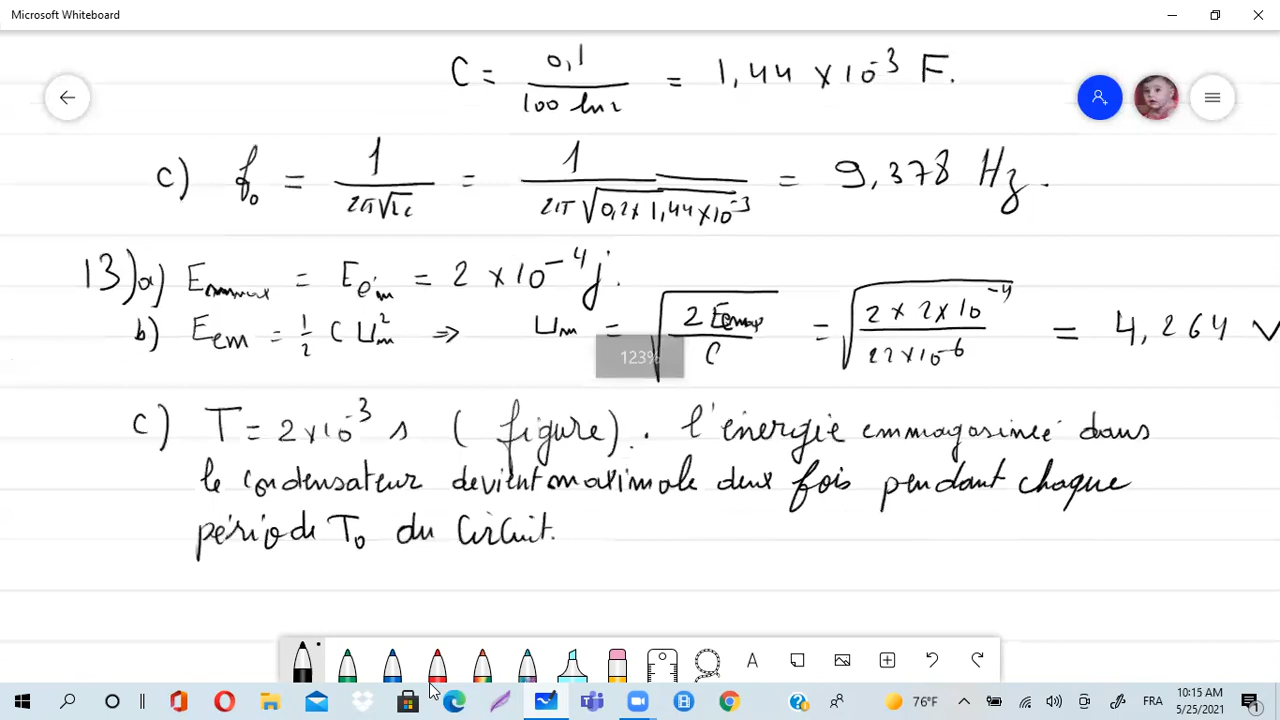 Microsoft Whiteboard
C = 0,1 / 100 ln2 = 1,44 × 10⁻³ F.
c) f₀ = 1 / 2π√LC = 1 / 2π√0,2 × 1,44 × 10⁻³ = 9,378 Hz.
13) a) Eₑmax = Eₑm = 2 × 10⁻⁴ j.
b) Eem = 1/2 C Um² ⇒ Um = √2 Eemax / C = √2 × 2 × 10⁻⁴ / 22 × 10⁻⁶ = 4,264 V
123%
c) T = 2 × 10⁻³ s ( figure). l'énergie emmagasinée dans
le condensateur devient maximale deux fois pendant chaque
période T₀ du Circuit.
A
76°F
FRA
10:15 AM
5/25/2021